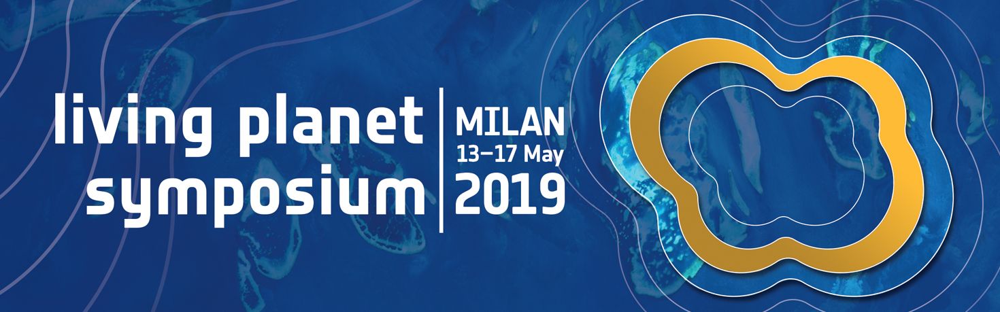 living planet
symposium
MILAN
13–17 May
2019